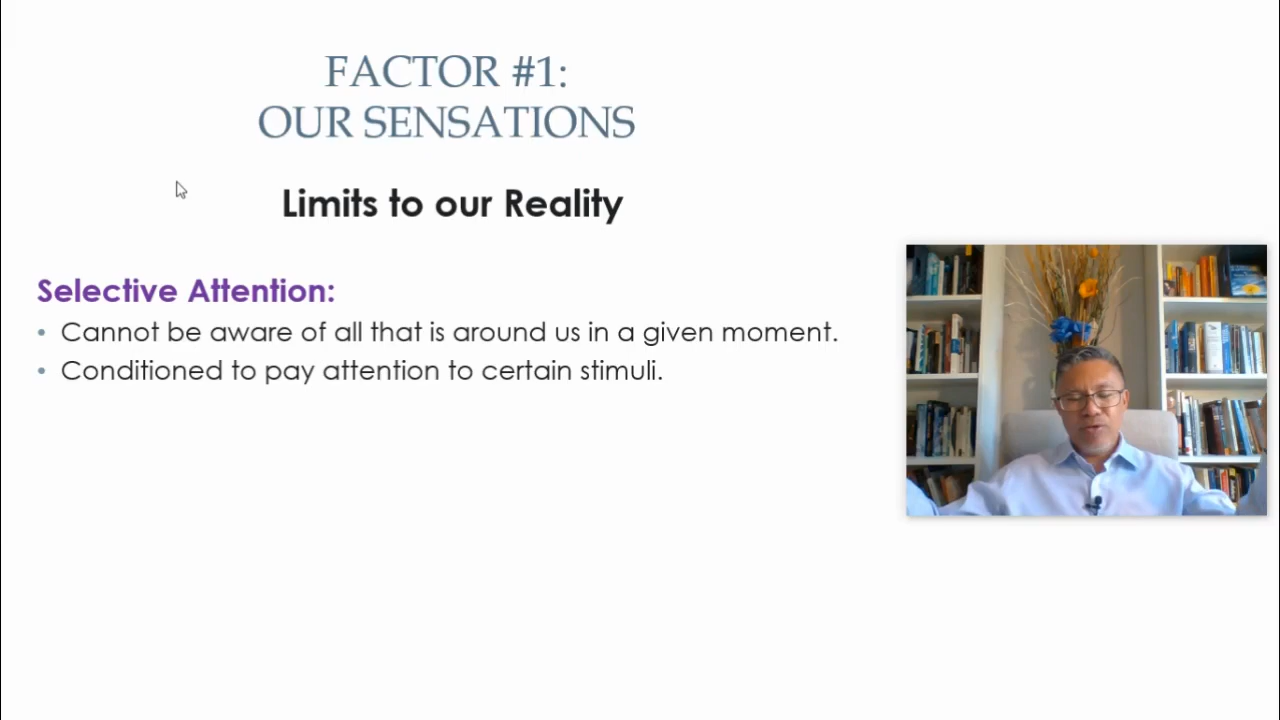 FACTOR #1:
OUR SENSATIONS
Limits to our Reality
Selective Attention:
• Cannot be aware of all that is around us in a given moment.
• Conditioned to pay attention to certain stimuli.